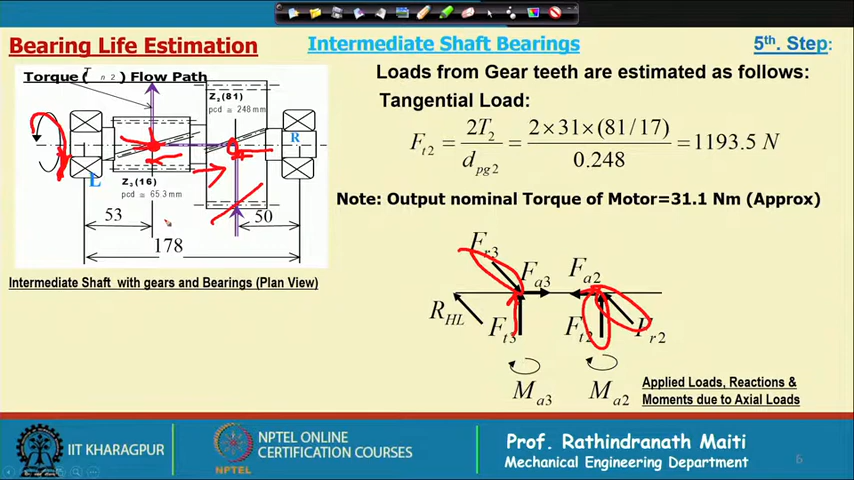 Bearing Life Estimation
Intermediate Shaft Bearings
5th. Step:
Torque (T n2) Flow Path
Z2(81)
pcd = 248 mm
R
L
Z3(16)
pcd = 65.3 mm
53
50
178
Intermediate Shaft with gears and Bearings (Plan View)
Loads from Gear teeth are estimated as follows:
Tangential Load:
Ft2 = 2T2 / dpg2 = 2×31×(81/17) / 0.248 = 1193.5 N
Note: Output nominal Torque of Motor=31.1 Nm (Approx)
Fr3
Fa3
Fa2
RHL
Ft3
Ft2
Fr2
Ma3
Ma2
Applied Loads, Reactions &
Moments due to Axial Loads
IIT KHARAGPUR
NPTEL
NPTEL ONLINE
CERTIFICATION COURSES
Prof. Rathindranath Maiti
Mechanical Engineering Department
6